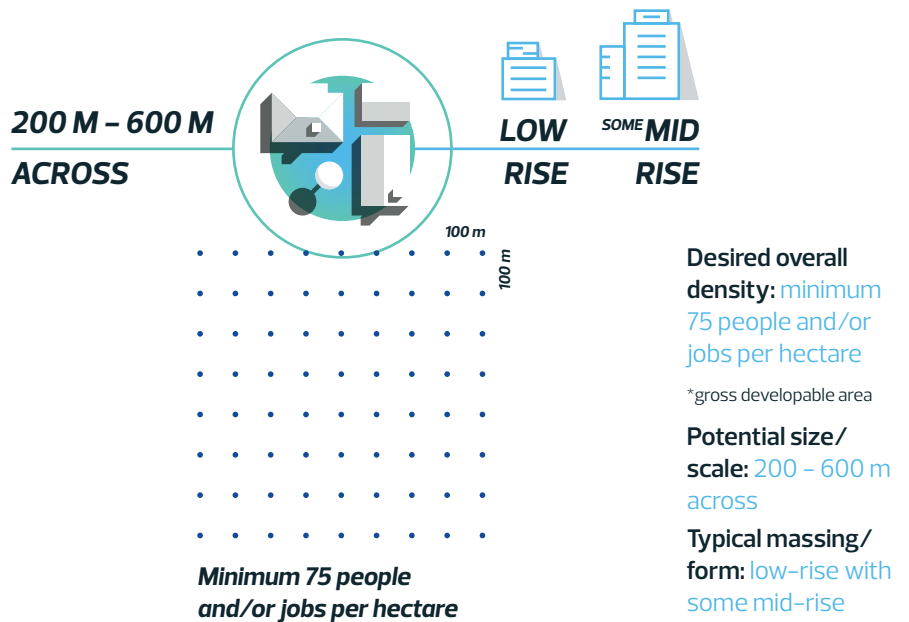 200 M – 600 M
ACROSS
LOW
RISE
SOME MID
RISE
100 m
100 m
Minimum 75 people
and/or jobs per hectare
Desired overall
density: minimum
75 people and/or
jobs per hectare
*gross developable area
Potential size/
scale: 200 – 600 m
across
Typical massing/
form: low-rise with
some mid-rise